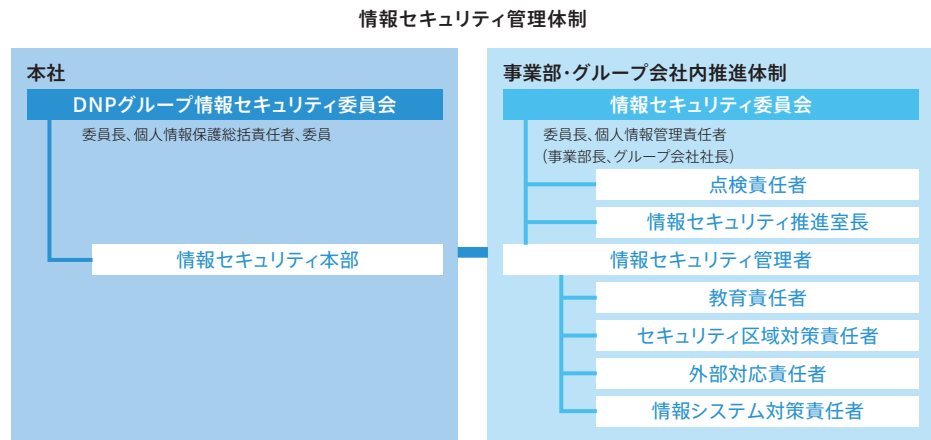 情報セキュリティ管理体制
本社
DNPグループ情報セキュリティ委員会
委員長、個人情報保護総括責任者、委員
情報セキュリティ本部
事業部・グループ会社内推進体制
情報セキュリティ委員会
委員長、個人情報管理責任者
(事業部長、グループ会社社長)
点検責任者
情報セキュリティ推進室長
情報セキュリティ管理者
教育責任者
セキュリティ区域対策責任者
外部対応責任者
情報システム対策責任者